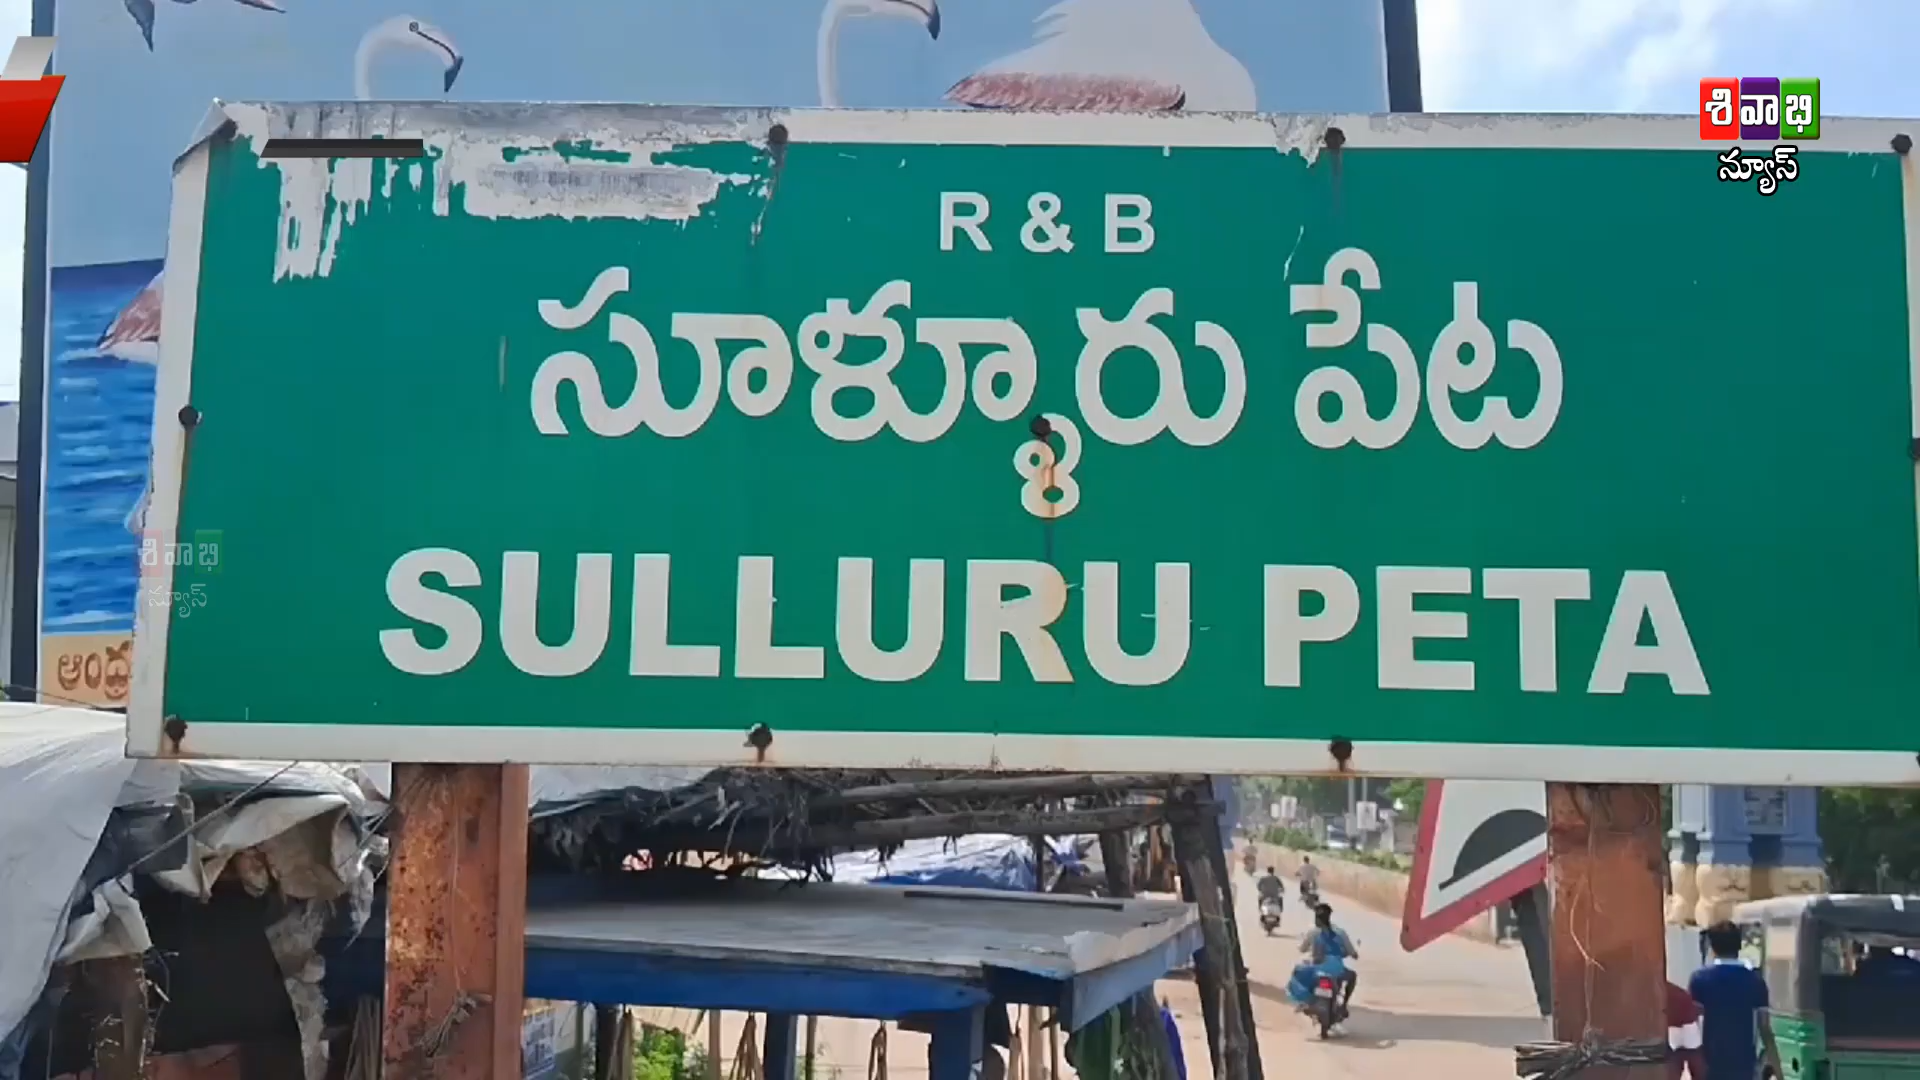 శివాభి
న్యూస్
R & B
సూళ్ళూరు పేట
SULLURU PETA
శివాభి
న్యూస్
ఆంధ్ర